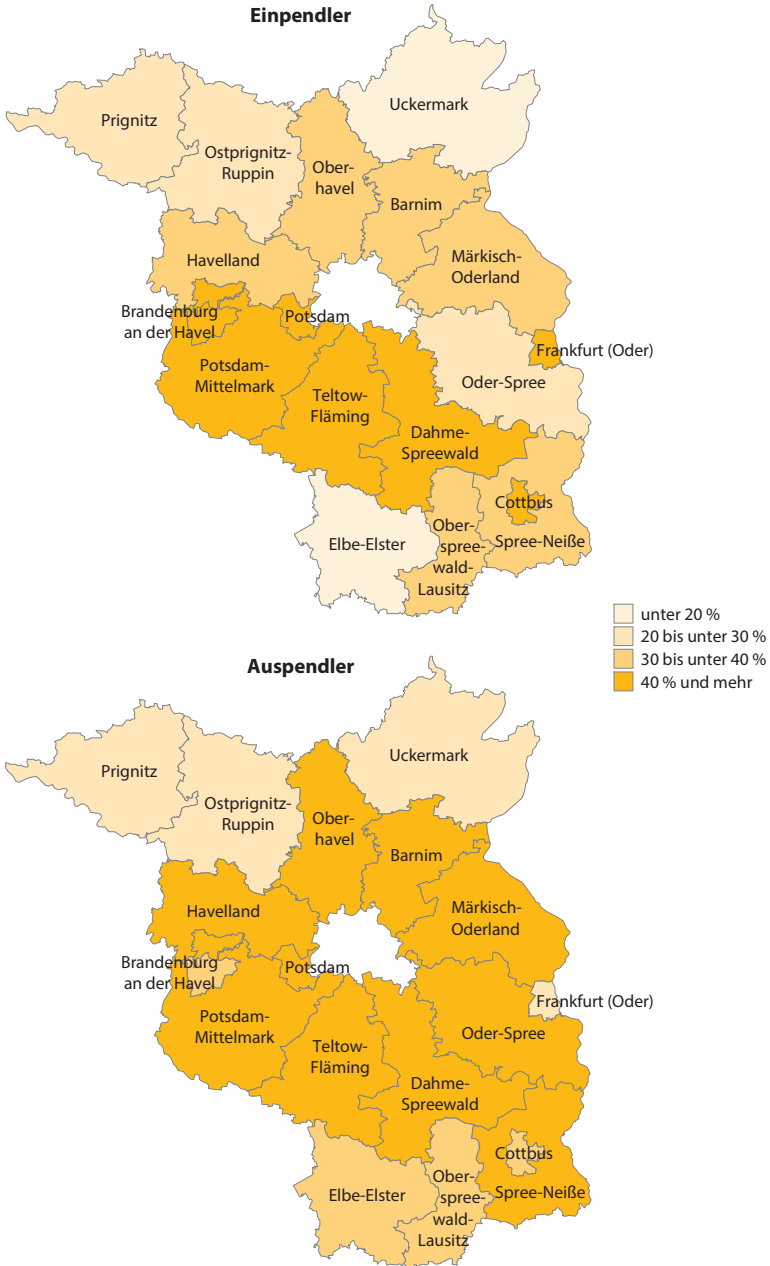 Einpendler
Uckermark
Prignitz
Ostprignitz-
Ruppin
Ober-
havel
Barnim
Havelland
Märkisch-
Oderland
Brandenburg
an der Havel
Potsdam
Frankfurt (Oder)
Potsdam-
Mittelmark
Oder-Spree
Teltow-
Fläming
Dahme-
Spreewald
Cottbus
Ober-
spree-
wald-
Lausitz
Spree-Neiße
Elbe-Elster
unter 20 %
20 bis unter 30 %
30 bis unter 40 %
40 % und mehr
Auspendler
Uckermark
Prignitz
Ostprignitz-
Ruppin
Ober-
havel
Barnim
Havelland
Märkisch-
Oderland
Brandenburg
an der Havel
Potsdam
Frankfurt (Oder)
Potsdam-
Mittelmark
Oder-Spree
Teltow-
Fläming
Dahme-
Spreewald
Cottbus
Ober-
spree-
wald-
Lausitz
Spree-Neiße
Elbe-Elster